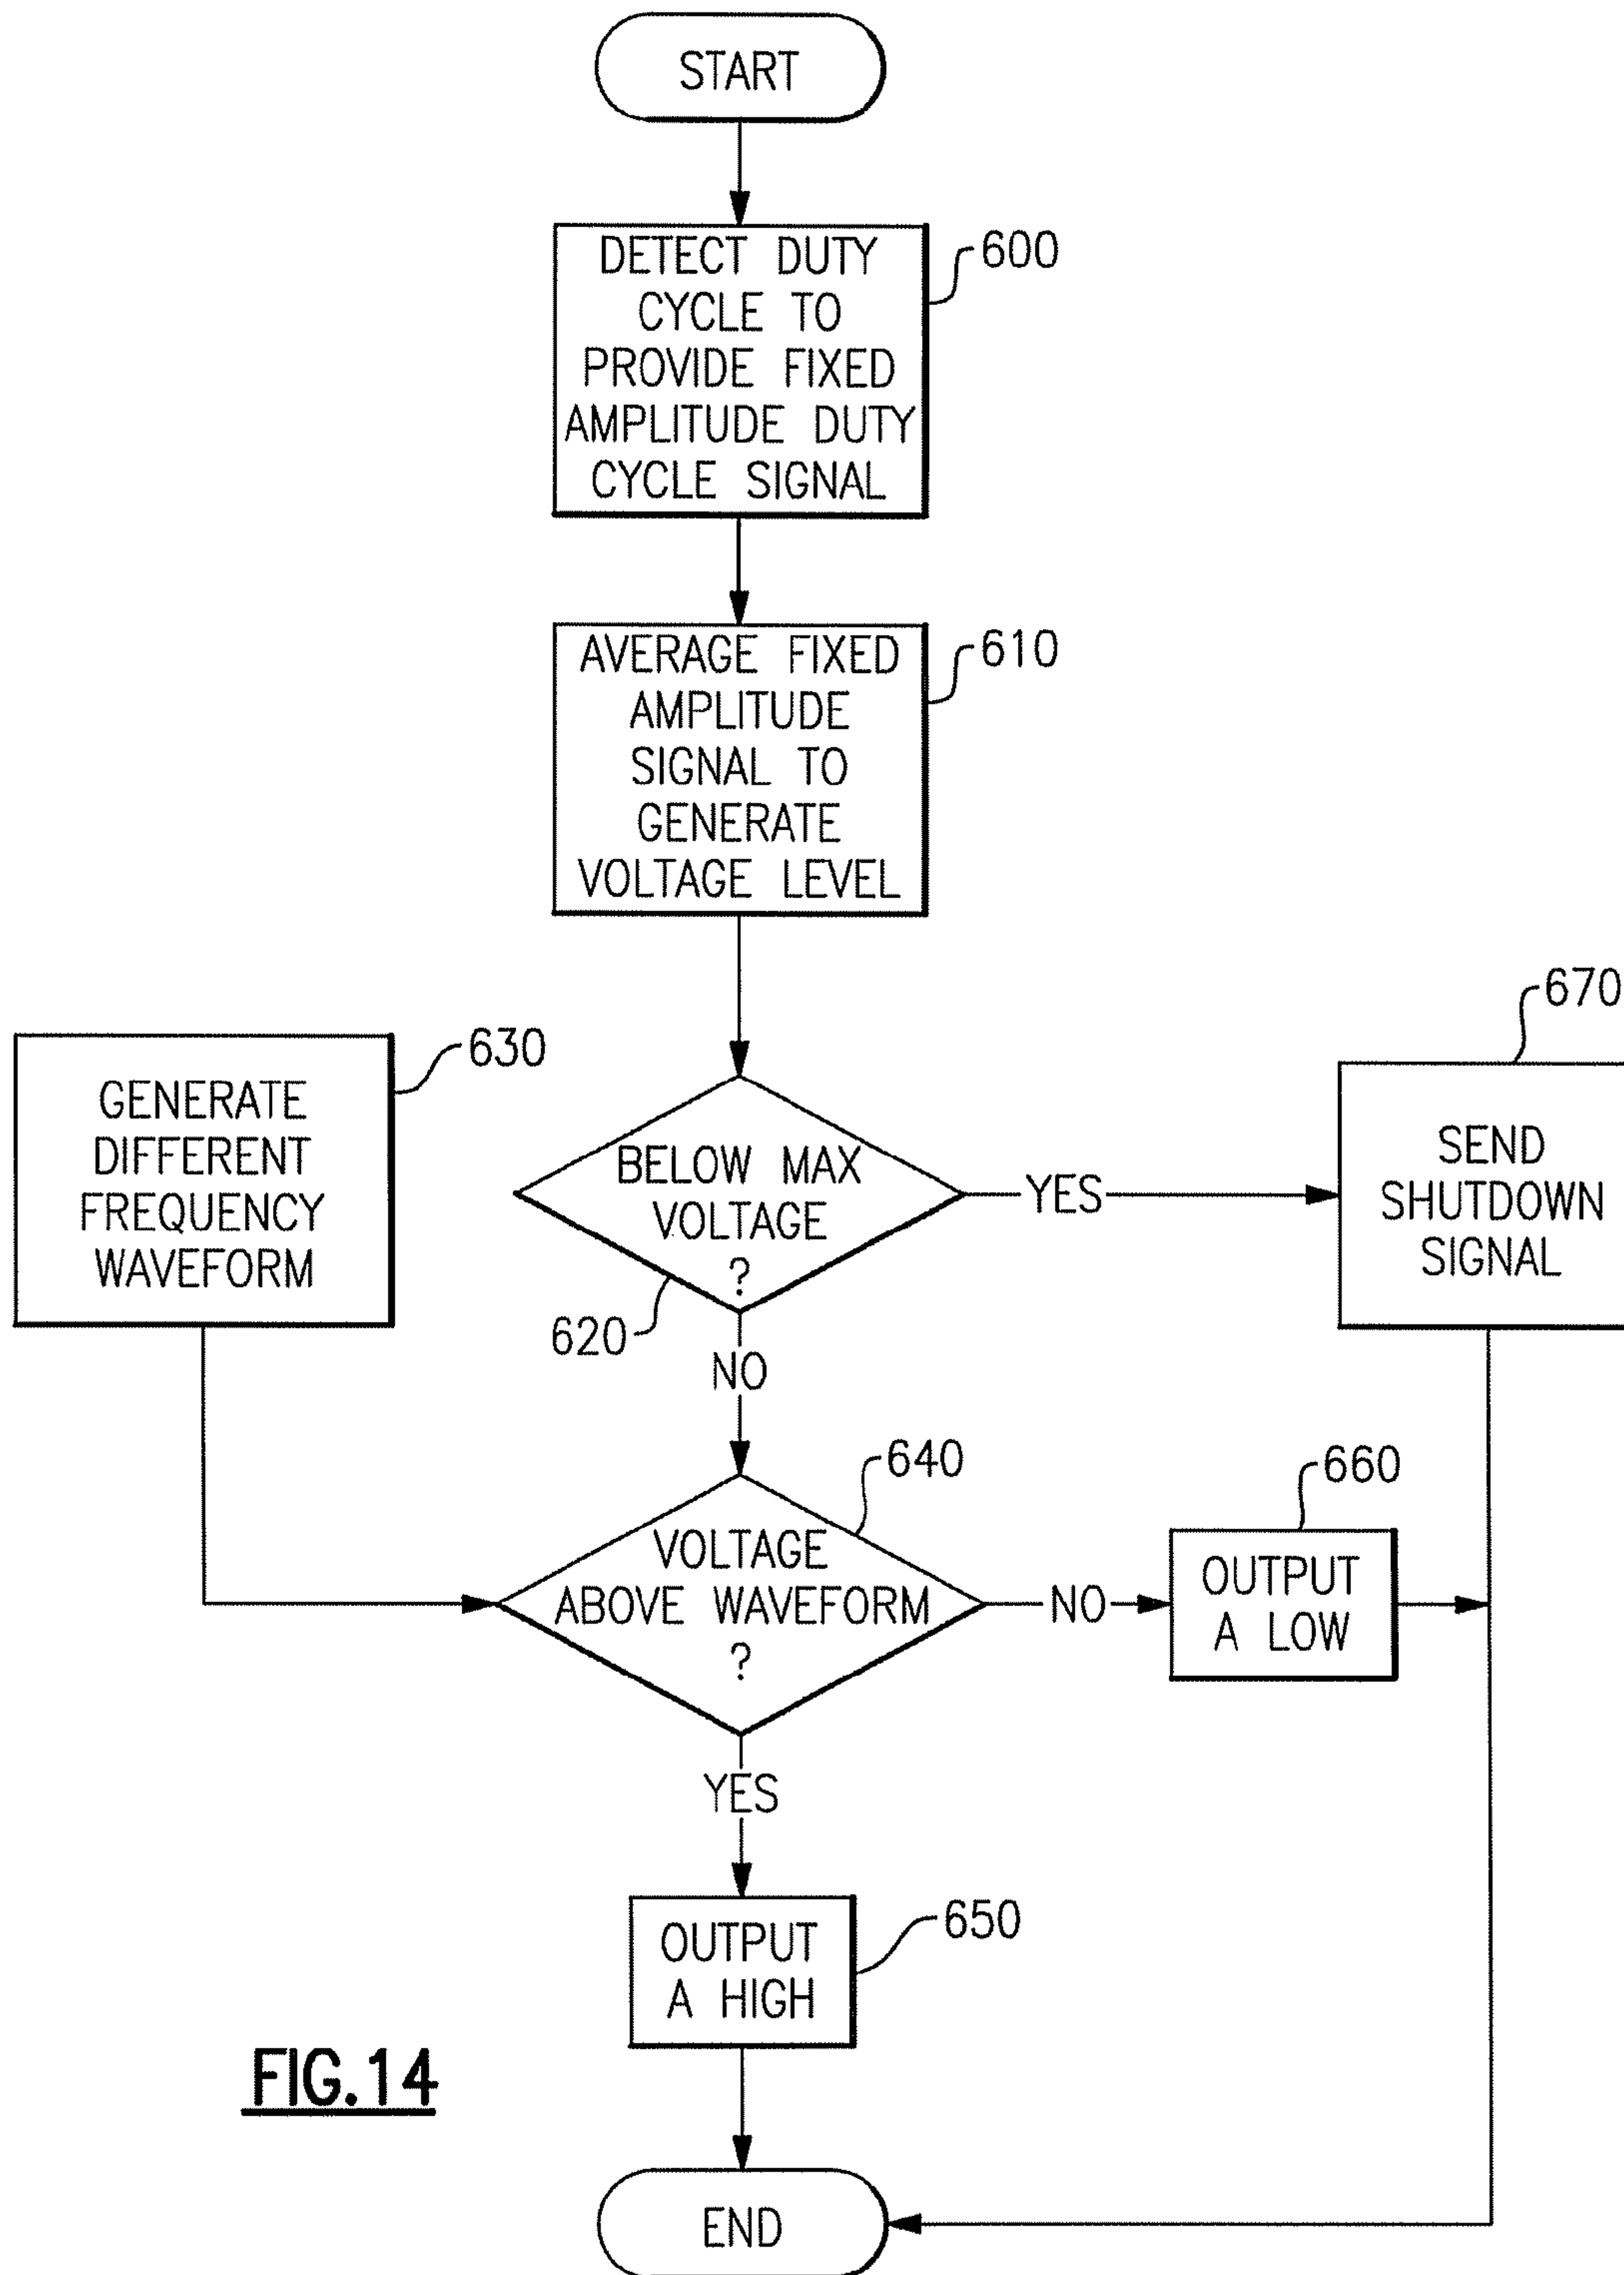 START
DETECT DUTY
CYCLE TO
PROVIDE FIXED
AMPLITUDE DUTY
CYCLE SIGNAL
600
AVERAGE FIXED
AMPLITUDE
SIGNAL TO
GENERATE
VOLTAGE LEVEL
610
GENERATE
DIFFERENT
FREQUENCY
WAVEFORM
630
BELOW MAX
VOLTAGE
?
620
YES
SEND
SHUTDOWN
SIGNAL
670
NO
VOLTAGE
ABOVE WAVEFORM
?
640
NO
OUTPUT
A LOW
660
YES
OUTPUT
A HIGH
650
FIG.14
END